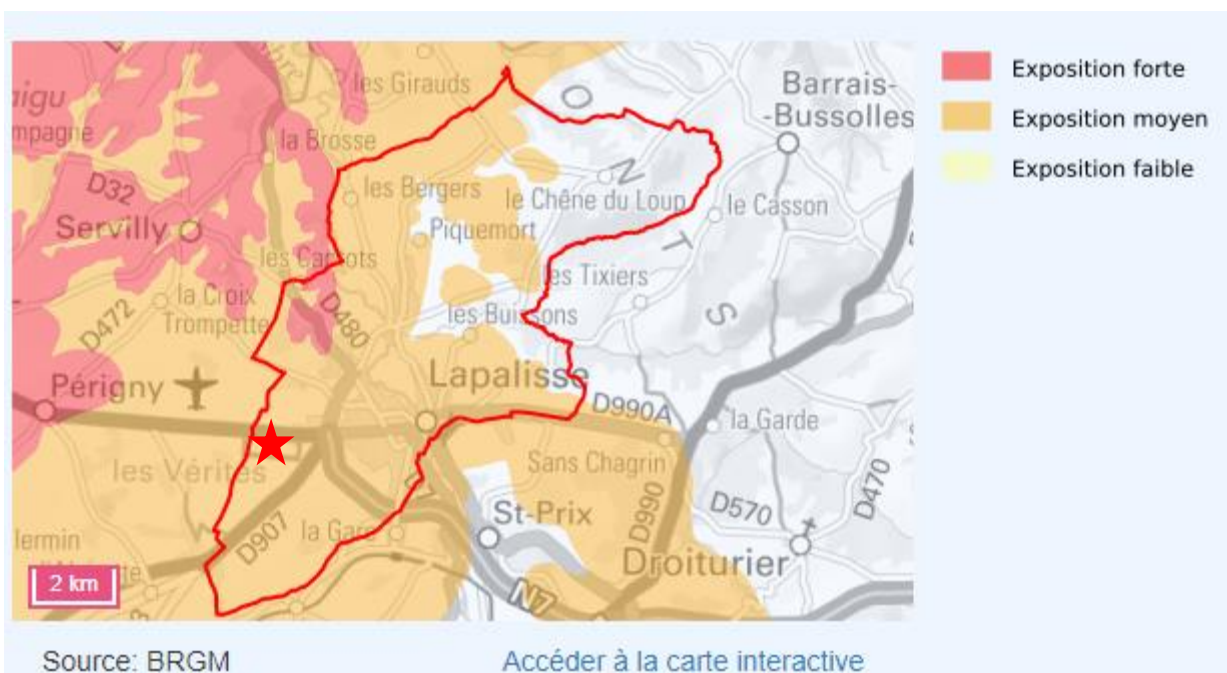 les Girauds
Barrais-
-Bussolles
aigu
mpagne
la Brosse
D32
les Bergers
le Chêne du Loup
le Casson
Servilly
Piquemort
les Tixiers
la Croix
Trompette
D480
D472
les Buissons
Périgny
Lapalisse
D990A
la Garde
les Vérités
Sans Chagrin
D470
D570
D990
St-Prix
D907
la Gare
lermin
Droiturier
N7
2 km
O
N
T
S
Exposition forte
Exposition moyen
Exposition faible
Source: BRGM
Accéder à la carte interactive